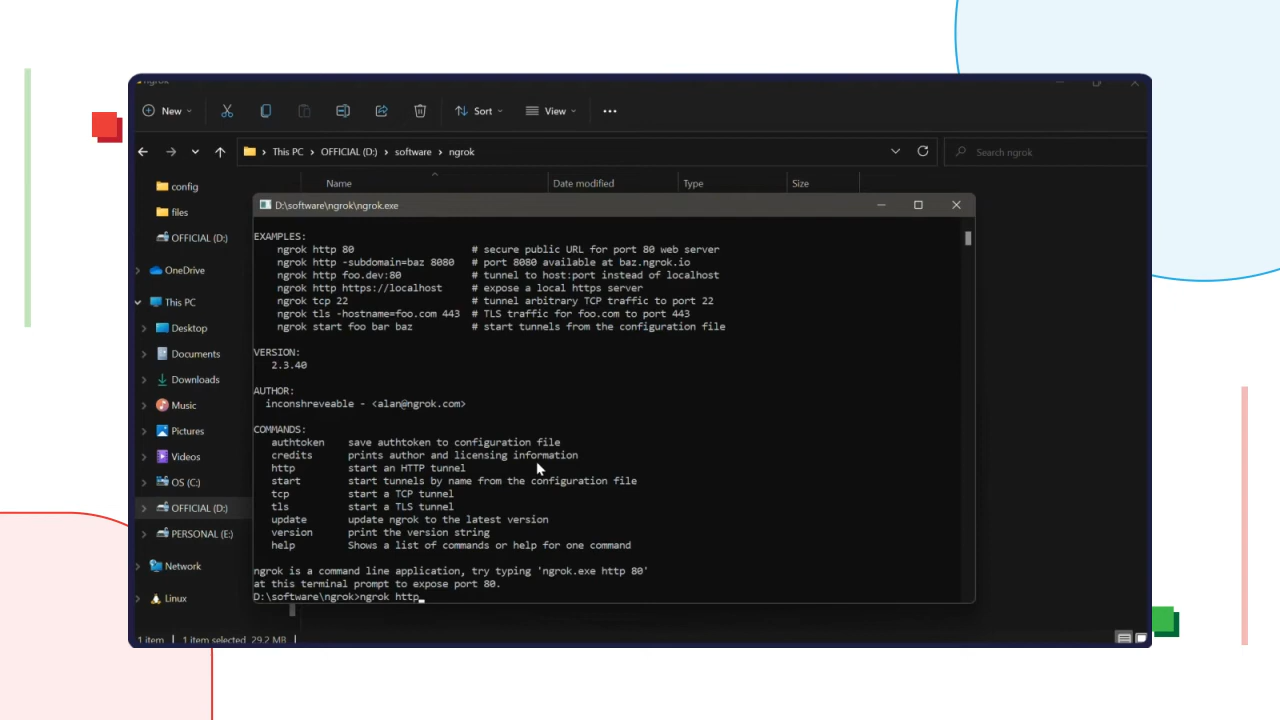 ngrok
New
Sort
View
This PC > OFFICIAL (D:) > software > ngrok
Search ngrok
config
files
OFFICIAL (D:)
OneDrive
This PC
Desktop
Documents
Downloads
Music
Pictures
Videos
OS (C:)
OFFICIAL (D:)
PERSONAL (E:)
Network
Linux
Name Date modified Type Size
D:\software\ngrok\ngrok.exe
EXAMPLES:
ngrok http 80 # secure public URL for port 80 web server
ngrok http -subdomain=baz 8080 # port 8080 available at baz.ngrok.io
ngrok http foo.dev:80 # tunnel to host:port instead of localhost
ngrok http https://localhost # expose a local https server
ngrok tcp 22 # tunnel arbitrary TCP traffic to port 22
ngrok tls -hostname=foo.com 443 # TLS traffic for foo.com to port 443
ngrok start foo bar baz # start tunnels from the configuration file
VERSION:
2.3.40
AUTHOR:
inconshreveable - <alan@ngrok.com>
COMMANDS:
authtoken save authtoken to configuration file
credits prints author and licensing information
http start an HTTP tunnel
start start tunnels by name from the configuration file
tcp start a TCP tunnel
tls start a TLS tunnel
update update ngrok to the latest version
version print the version string
help Shows a list of commands or help for one command
ngrok is a command line application, try typing 'ngrok.exe http 80'
at this terminal prompt to expose port 80.
D:\software\ngrok>ngrok http_
1 item | 1 item selected 29.2 MB |